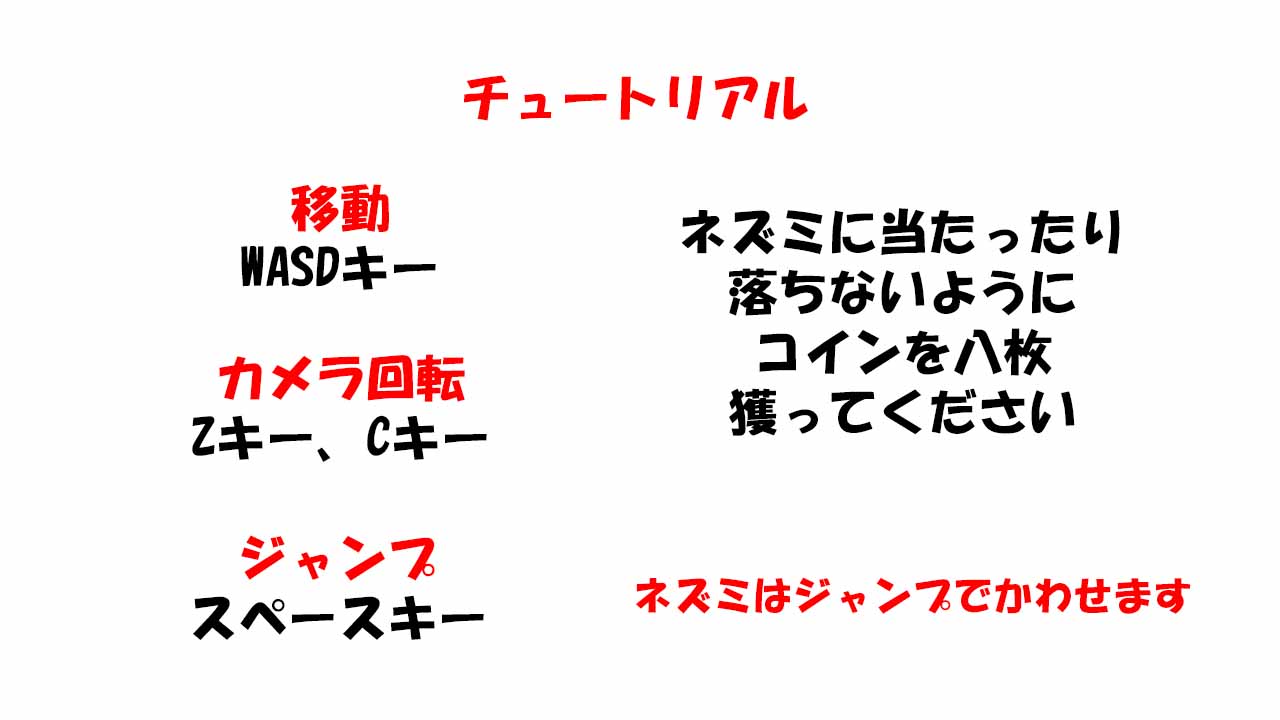 チュートリアル
移動
WASDキー
カメラ回転
Zキー、Cキー
ジャンプ
スペースキー
ネズミに当たったり
落ちないように
コインを八枚
獲ってください
ネズミはジャンプでかわせます